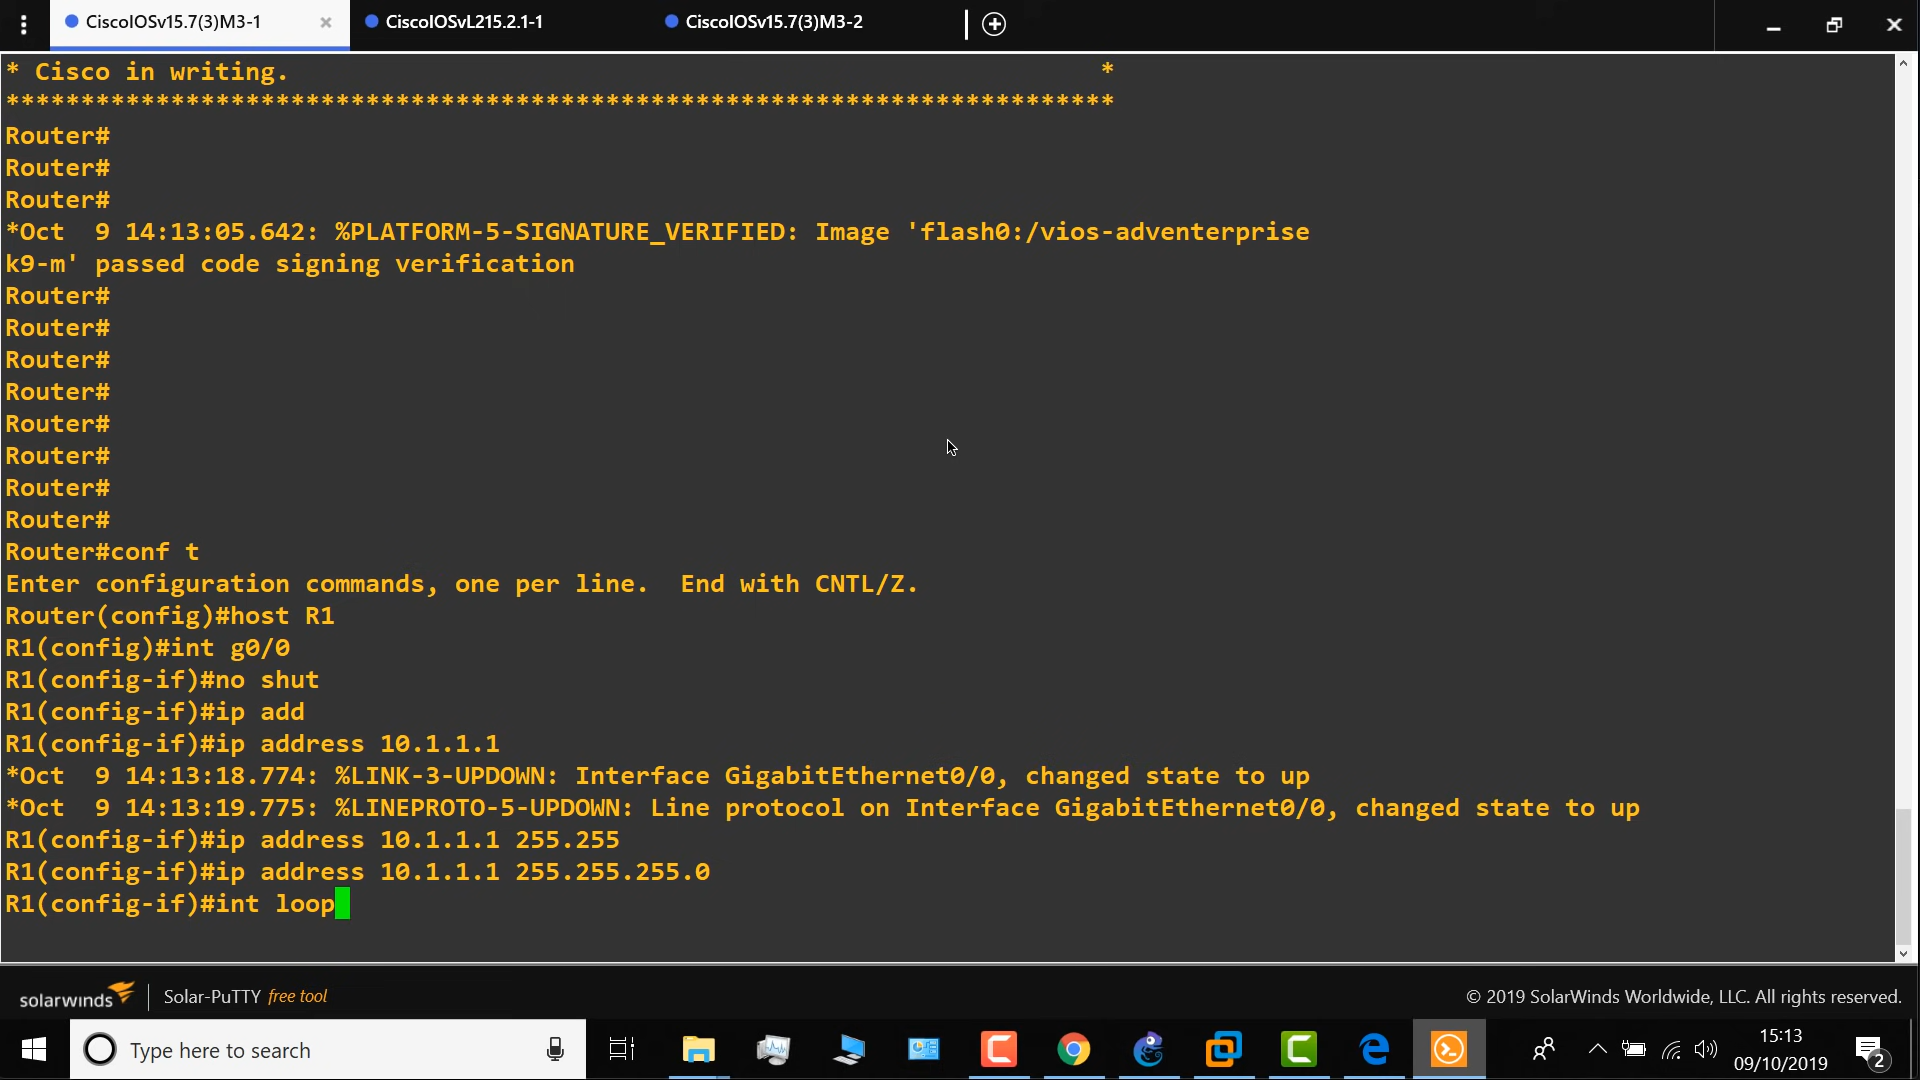 CiscoIOSv15.7(3)M3-1
CiscoIOSvL215.2.1-1
CiscoIOSv15.7(3)M3-2
* Cisco in writing. *
**************************************************************************
Router#
Router#
Router#
*Oct  9 14:13:05.642: %PLATFORM-5-SIGNATURE_VERIFIED: Image 'flash0:/vios-adventerprise
k9-m' passed code signing verification
Router#
Router#
Router#
Router#
Router#
Router#
Router#
Router#
Router#conf t
Enter configuration commands, one per line.  End with CNTL/Z.
Router(config)#host R1
R1(config)#int g0/0
R1(config-if)#no shut
R1(config-if)#ip add
R1(config-if)#ip address 10.1.1.1
*Oct  9 14:13:18.774: %LINK-3-UPDOWN: Interface GigabitEthernet0/0, changed state to up
*Oct  9 14:13:19.775: %LINEPROTO-5-UPDOWN: Line protocol on Interface GigabitEthernet0/0, changed state to up
R1(config-if)#ip address 10.1.1.1 255.255
R1(config-if)#ip address 10.1.1.1 255.255.255.0
R1(config-if)#int loop
solarwinds
Solar-PuTTY free tool
© 2019 SolarWinds Worldwide, LLC. All rights reserved.
Type here to search
15:13
09/10/2019
2